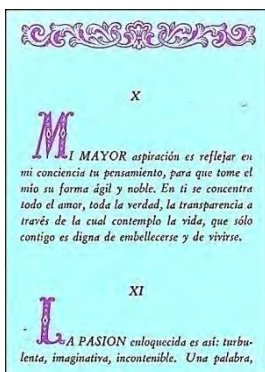 X
MI MAYOR aspiración es reflejar en
mi conciencia tu pensamiento, para que tome el
mío su forma ágil y noble. En ti se concentra
todo el amor, toda la verdad, la transparencia a
través de la cual contemplo la vida, que sólo
contigo es digna de embellecerse y de vivirse.
XI
LA PASION enloquecida es así: turbu-
lenta, imaginativa, incontenible. Una palabra,